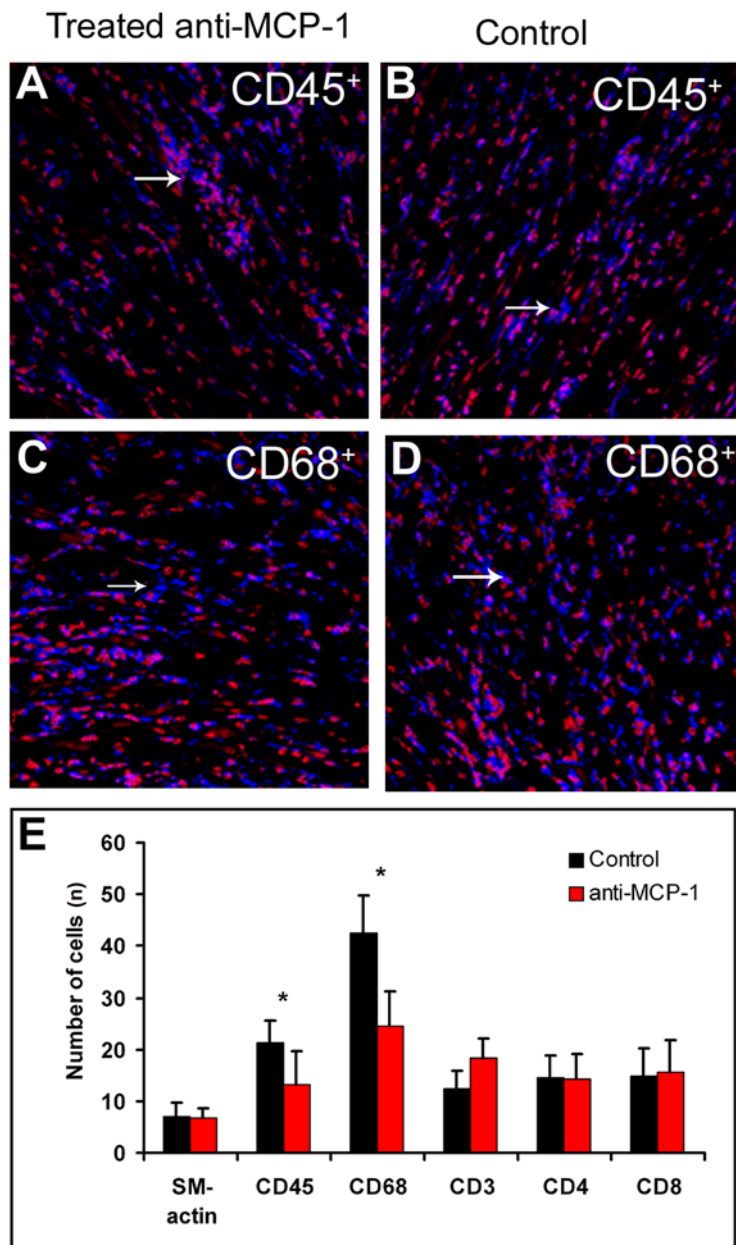 Treated anti-MCP-1
Control
A
CD45⁺
B
CD45⁺
C
CD68⁺
D
CD68⁺
E
60
50
40
30
20
10
0
Number of cells (n)
*
*
Control
anti-MCP-1
SM-
actin
CD45
CD68
CD3
CD4
CD8